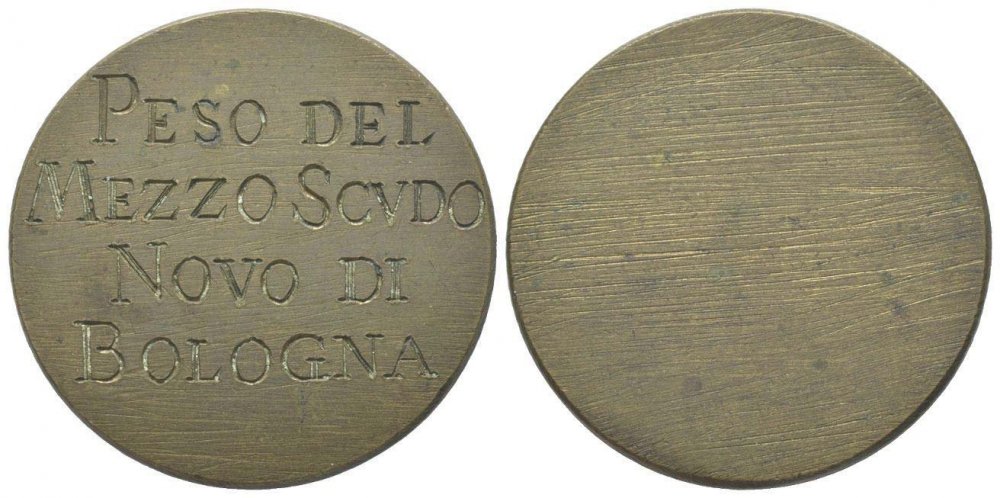 PESO DEL
MEZZO SCVDO
NOVO DI
BOLOGNA